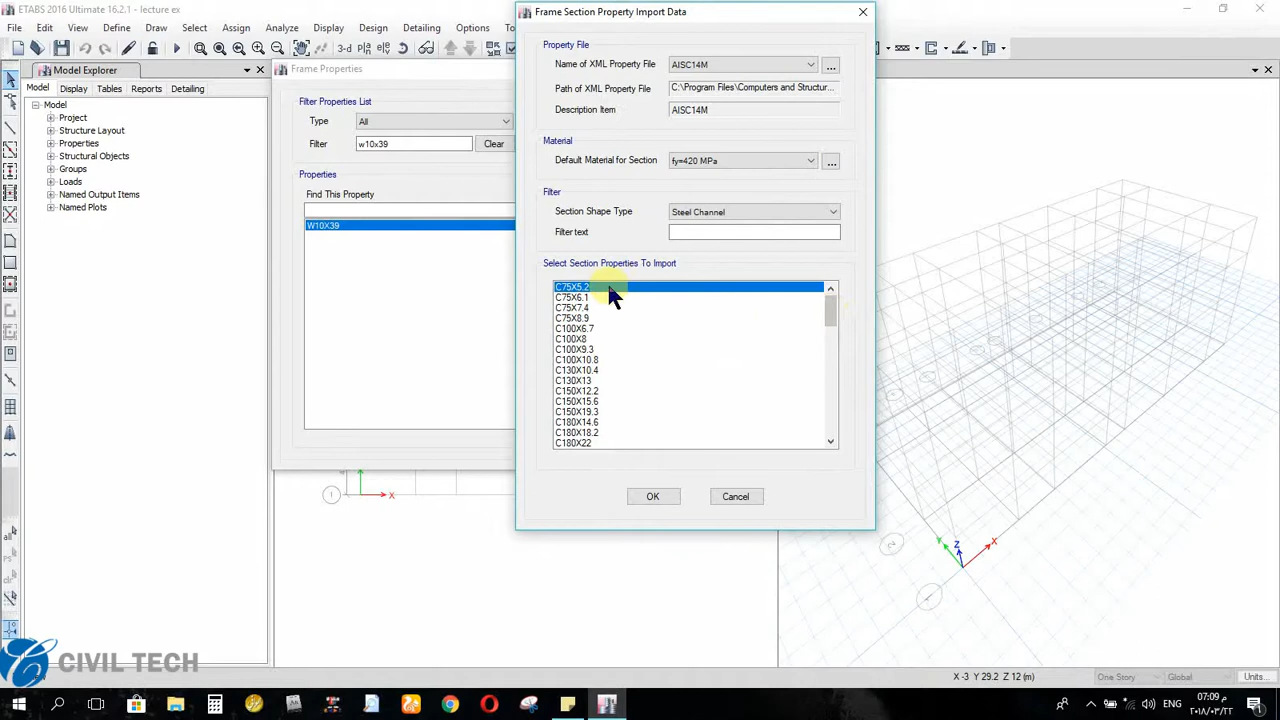 ETABS 2016 Ultimate 16.2.1 - lecture ex
File Edit View Define Draw Select Assign Analyze Display Design Detailing Options
3-d
Model Explorer
Model Display Tables Reports Detailing
Model
Project
Structure Layout
Properties
Structural Objects
Groups
Loads
Named Output Items
Named Plots
Frame Properties
Filter Properties List
Type All
Filter w10x39 Clear
Properties
Find This Property
W10X39
Frame Section Property Import Data
Property File
Name of XML Property File AISC14M ...
Path of XML Property File C:\Program Files\Computers and Structur...
Description Item AISC14M
Material
Default Material for Section fy=420 MPa ...
Filter
Section Shape Type Steel Channel
Filter text
Select Section Properties To Import
C75X5.2
C75X6.1
C75X7.4
C75X8.9
C100X6.7
C100X8
C100X9.3
C100X10.8
C130X10.4
C130X13
C150X12.2
C150X15.6
C150X19.3
C180X14.6
C180X18.2
C180X22
OK Cancel
X
Y Z X
CIVIL TECH
X -3 Y 29.2 Z 12 (m) One Story Global Units...
07:09 م
٢٠١٨/٠٣/٢٢